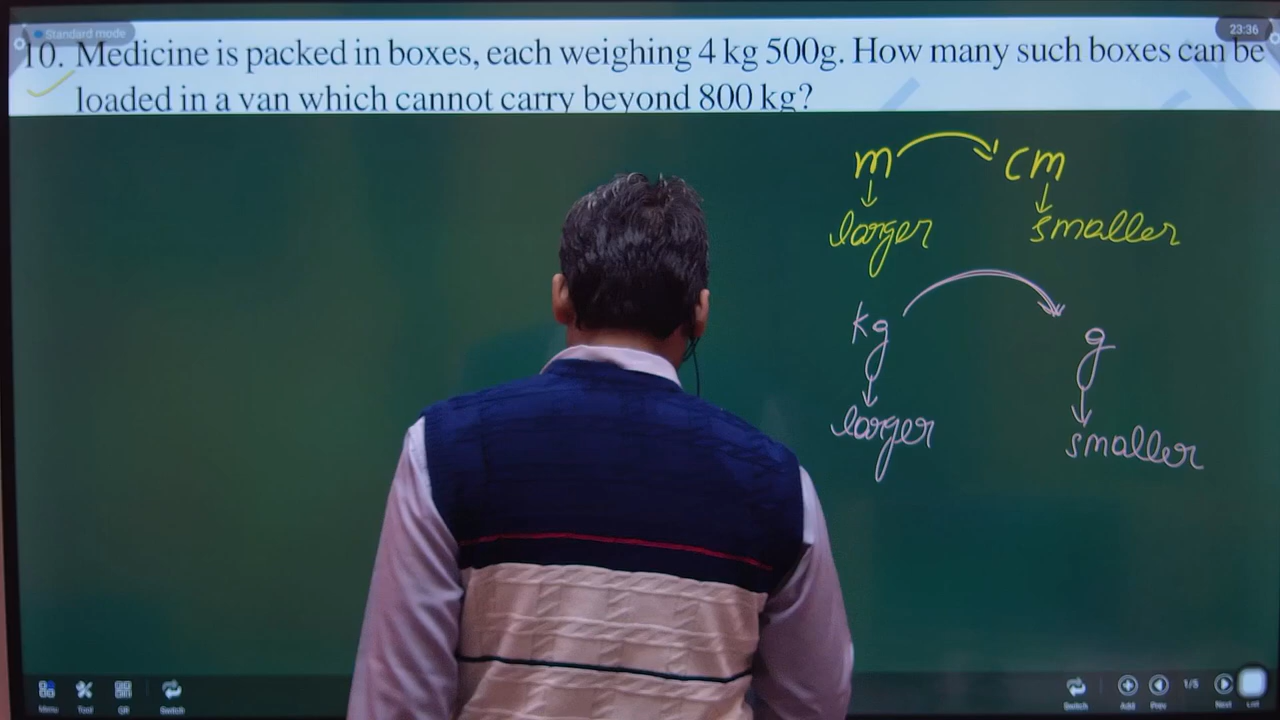 Standard mode
23:36
10. Medicine is packed in boxes, each weighing 4 kg 500g. How many such boxes can be
loaded in a van which cannot carry beyond 800 kg?
m cm
larger smaller
kg g
larger smaller
Menu Tool QR Switch Switch Add Prev 1/5 Next